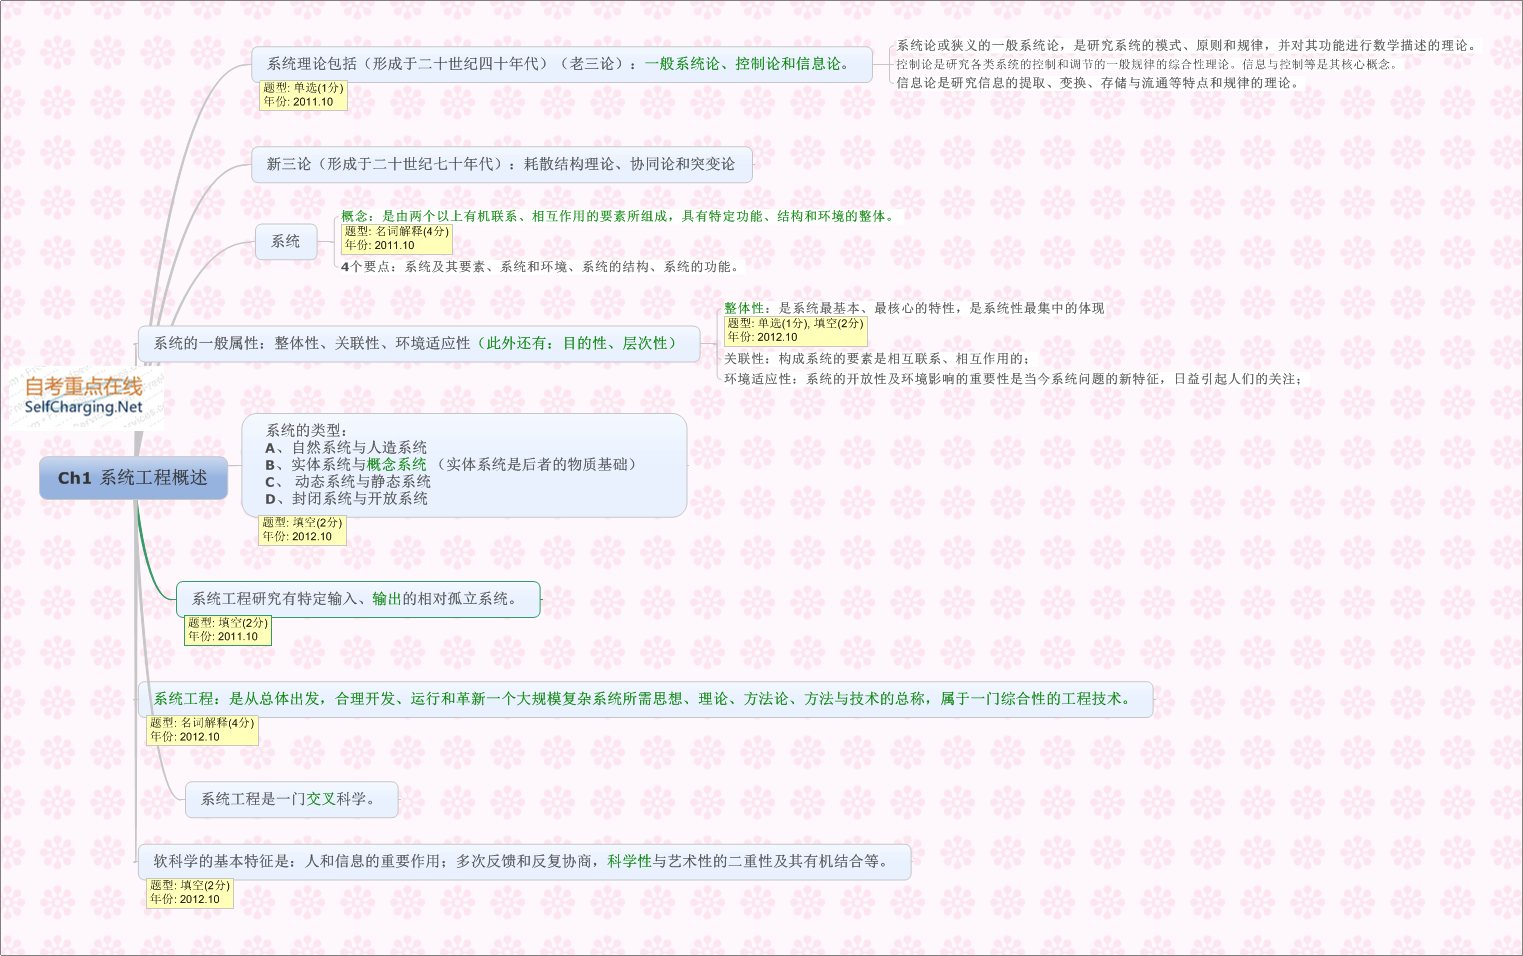 系统理论包括（形成于二十世纪四十年代）（老三论）：一般系统论、控制论和信息论。
题型: 单选(1分)
年份: 2011.10
系统论或狭义的一般系统论，是研究系统的模式、原则和规律，并对其功能进行数学描述的理论。
控制论是研究各类系统的控制和调节的一般规律的综合性理论。信息与控制等是其核心概念。
信息论是研究信息的提取、变换、存储与流通等特点和规律的理论。
新三论（形成于二十世纪七十年代）：耗散结构理论、协同论和突变论
系统
概念：是由两个以上有机联系、相互作用的要素所组成，具有特定功能、结构和环境的整体。
题型: 名词解释(4分)
年份: 2011.10
4个要点：系统及其要素、系统和环境、系统的结构、系统的功能。
系统的一般属性：整体性、关联性、环境适应性（此外还有：目的性、层次性）
整体性：是系统最基本、最核心的特性，是系统性最集中的体现
题型: 单选(1分), 填空(2分)
年份: 2012.10
关联性：构成系统的要素是相互联系、相互作用的；
环境适应性：系统的开放性及环境影响的重要性是当今系统问题的新特征，日益引起人们的关注；
自考重点在线
SelfCharging.Net
Ch1 系统工程概述
系统的类型：
A、自然系统与人造系统
B、实体系统与概念系统（实体系统是后者的物质基础）
C、 动态系统与静态系统
D、封闭系统与开放系统
题型: 填空(2分)
年份: 2012.10
系统工程研究有特定输入、输出的相对孤立系统。
题型: 填空(2分)
年份: 2011.10
系统工程：是从总体出发，合理开发、运行和革新一个大规模复杂系统所需思想、理论、方法论、方法与技术的总称，属于一门综合性的工程技术。
题型: 名词解释(4分)
年份: 2012.10
系统工程是一门交叉科学。
软科学的基本特征是：人和信息的重要作用；多次反馈和反复协商，科学性与艺术性的二重性及其有机结合等。
题型: 填空(2分)
年份: 2012.10